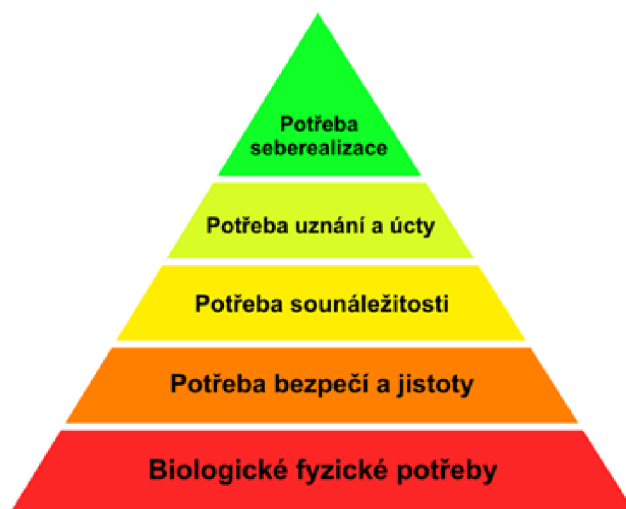 Potřeba
seberealizace
Potřeba uznání a úcty
Potřeba sounáležitosti
Potřeba bezpečí a jistoty
Biologické fyzické potřeby